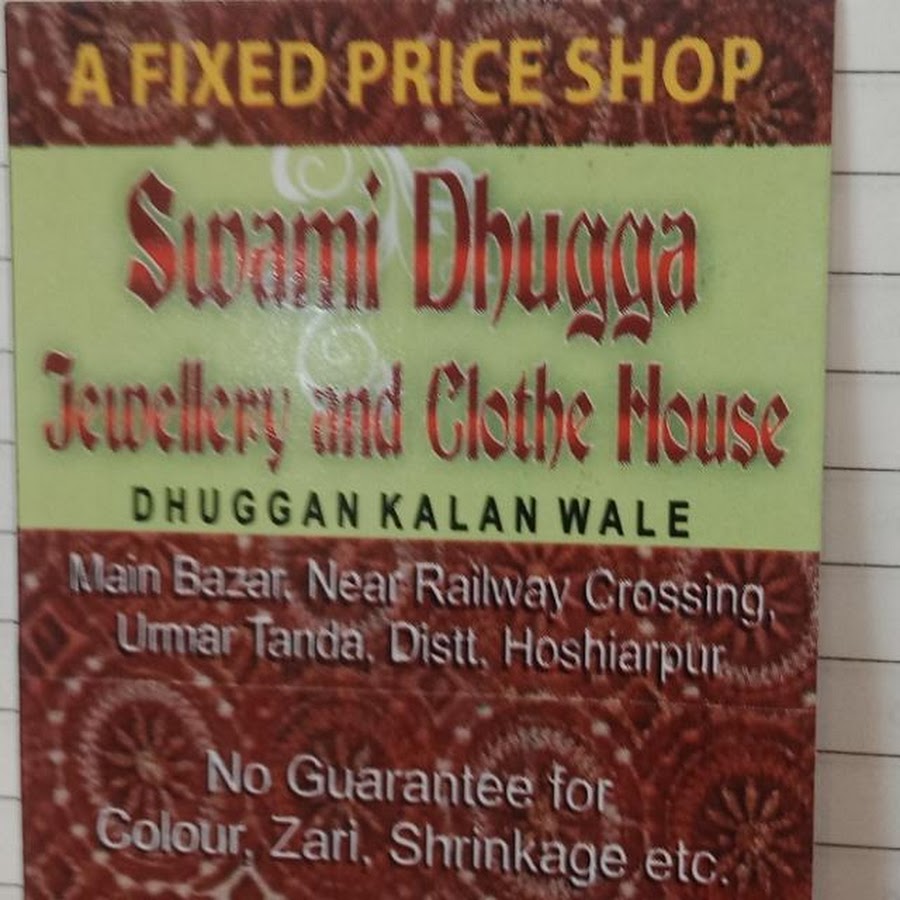 A FIXED PRICE SHOP
Swami Dhugga
Jewellery and Clothe House
DHUGGAN KALAN WALE
Main Bazar, Near Railway Crossing,
Urmar Tanda, Distt. Hoshiarpur.
No Guarantee for
Colour, Zari, Shrinkage etc.